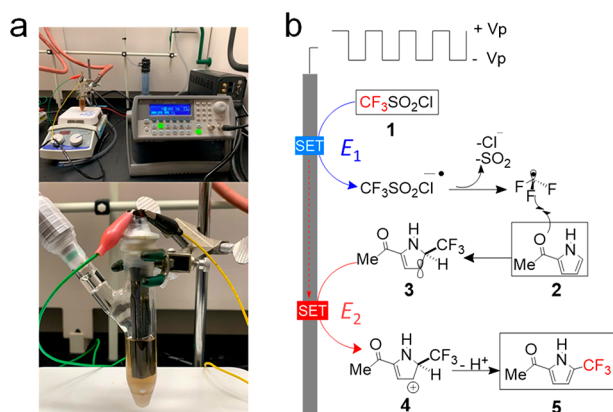 a
b
+ Vp
- Vp
CF3SO2Cl
1
SET
E1
-Cl−
-SO2
CF3SO2Cl −•
F
F
F
O
H
N
Me
2
O
H
N
CF3
H
Me
3
SET
E2
O
H
N
CF3
H
Me
⊕
4
- H+
O
H
N
CF3
Me
5